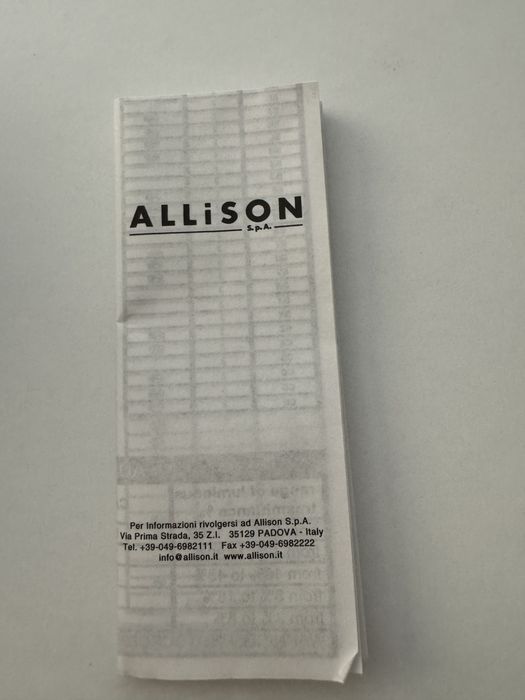 ALLiSON
S.p.A.
Per Informazioni rivolgersi ad Allison S.p.A.
Via Prima Strada, 35 Z.I. 35129 PADOVA - Italy
Tel. +39-049-6982111 Fax +39-049-6982222
info@allison.it www.allison.it